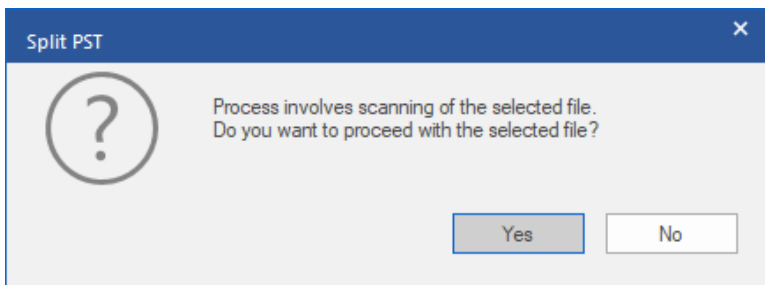 Split PST
Process involves scanning of the selected file.
Do you want to proceed with the selected file?
Yes
No